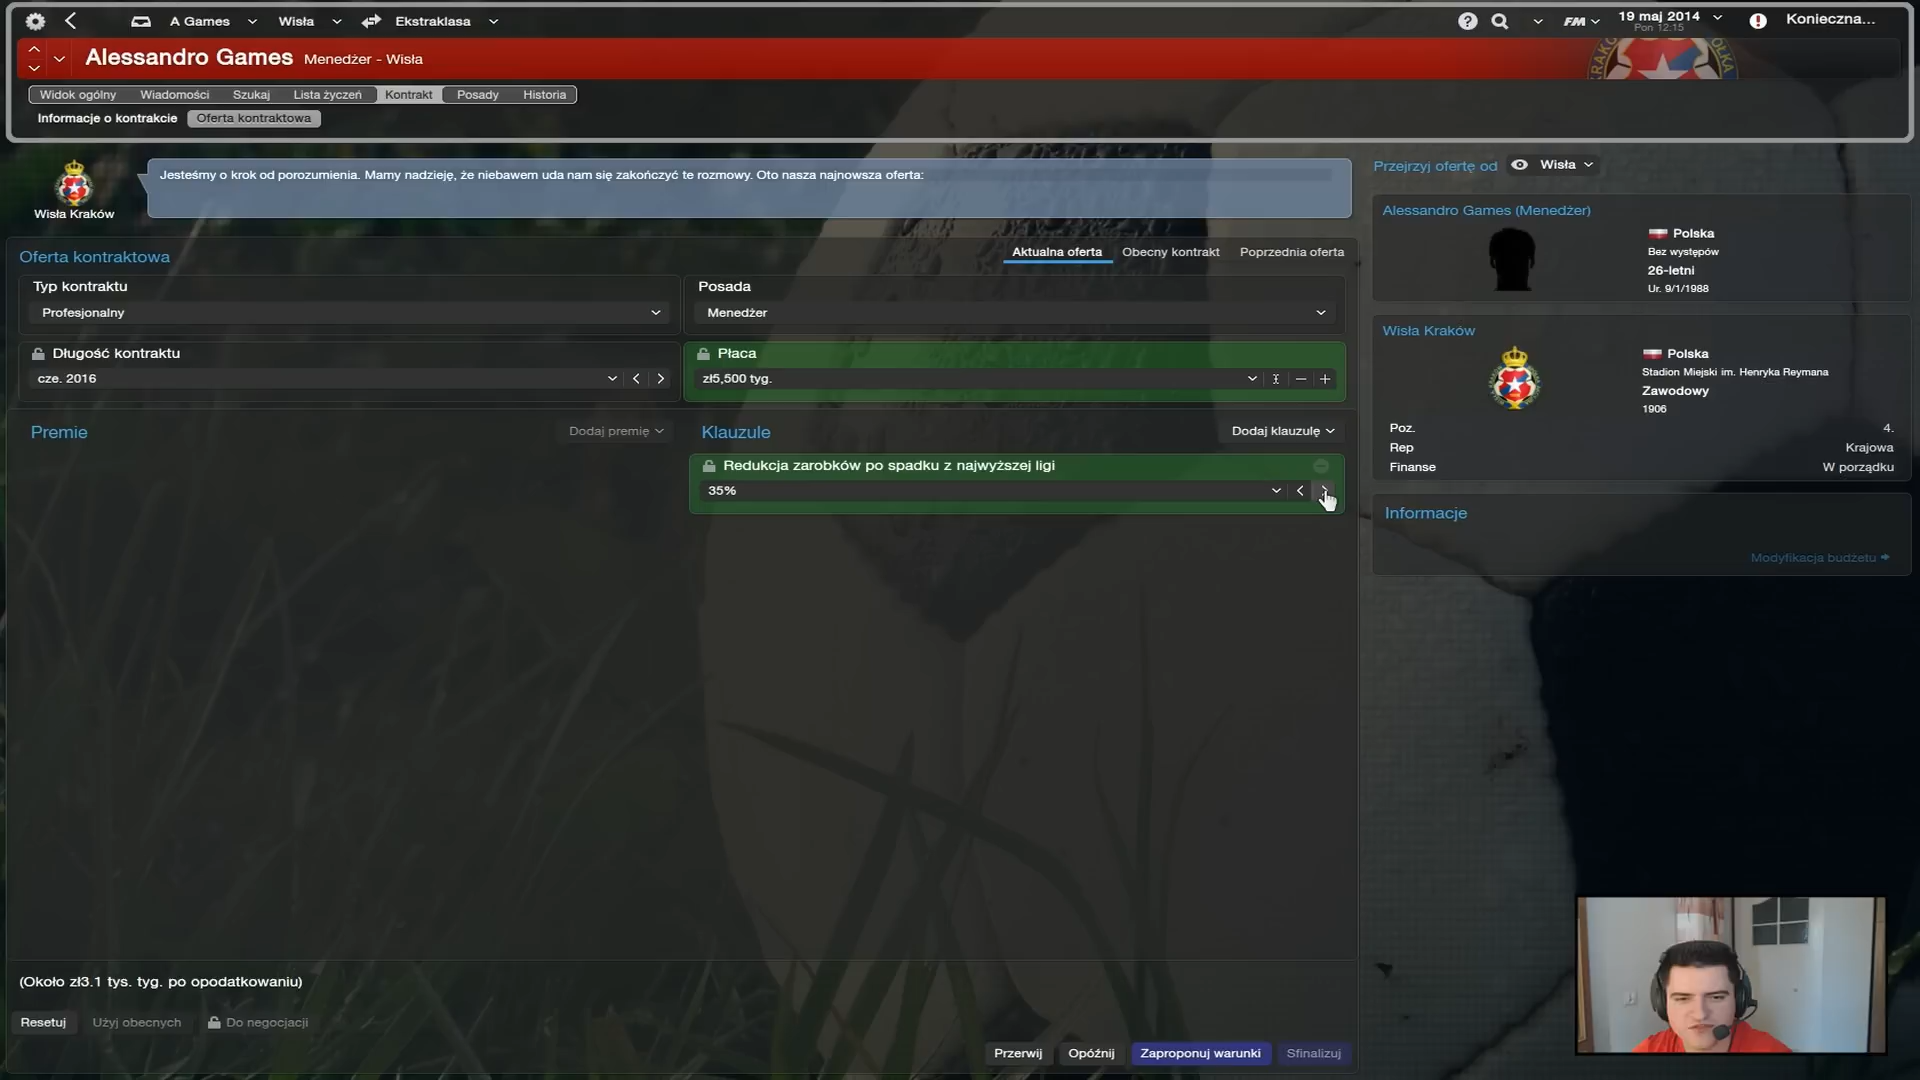 A Games
Wisła
Ekstraklasa
FM
19 maj 2014
Pon 12:15
Konieczna...
Alessandro Games Menedżer - Wisła
Widok ogólny
Wiadomości
Szukaj
Lista życzeń
Kontrakt
Posady
Historia
Informacje o kontrakcie
Oferta kontraktowa
Wisła Kraków
Jesteśmy o krok od porozumienia. Mamy nadzieję, że niebawem uda nam się zakończyć te rozmowy. Oto nasza najnowsza oferta:
Przejrzyj ofertę od Wisła
Oferta kontraktowa
Aktualna oferta
Obecny kontrakt
Poprzednia oferta
Typ kontraktu
Profesjonalny
Posada
Menedżer
Długość kontraktu
cze. 2016
Płaca
zł5,500 tyg.
Premie
Dodaj premię
Klauzule
Dodaj klauzulę
Redukcja zarobków po spadku z najwyższej ligi
35%
Alessandro Games (Menedżer)
Polska
Bez występów
26-letni
Ur. 9/1/1988
Wisła Kraków
Polska
Stadion Miejski im. Henryka Reymana
Zawodowy
1906
Poz. 4.
Rep Krajowa
Finanse W porządku
Informacje
Modyfikacja budżetu
(Około zł3.1 tys. tyg. po opodatkowaniu)
Resetuj
Użyj obecnych
Do negocjacji
Przerwij
Opóźnij
Zaproponuj warunki
Sfinalizuj